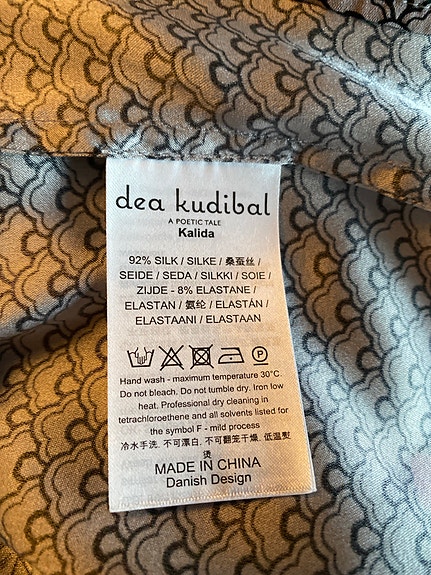 dea kudibal
A POETIC TALE
Kalida
92% SILK / SILKE / 桑蚕丝 /
SEIDE / SEDA / SILKKI / SOIE /
ZIJDE - 8% ELASTANE /
ELASTAN / 氨纶 / ELASTÁN /
ELASTAANI / ELASTAAN
P
Hand wash - maximum temperature 30°C.
Do not bleach. Do not tumble dry. Iron low
heat. Professional dry cleaning in
tetrachloroethene and all solvents listed for
the symbol F - mild process
冷水手洗, 不可漂白, 不可翻笼干燥, 低温熨
烫
MADE IN CHINA
Danish Design